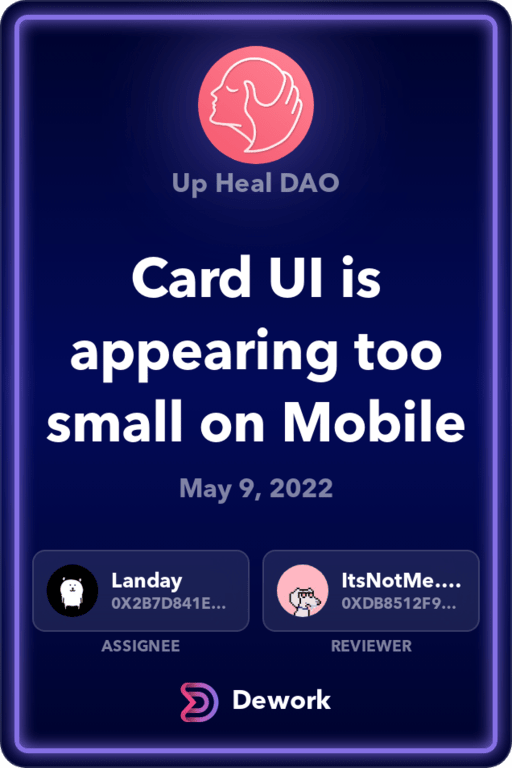 Up Heal DAO
Card UI is
appearing too
small on Mobile
May 9, 2022
Landay
0X2B7D841E...
ASSIGNEE
ItsNotMe....
0XDB8512F9...
REVIEWER
Dework